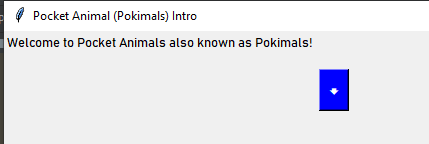 Pocket Animal (Pokimals) Intro
Welcome to Pocket Animals also known as Pokimals!